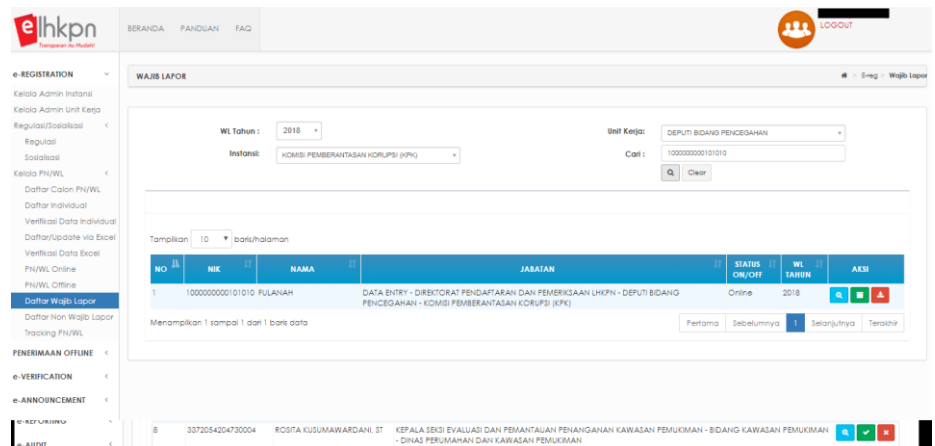 elhkpn
Transparan itu Mudah!
BERANDA PANDUAN FAQ
LOGOUT
e-REGISTRATION
Kelola Admin Instansi
Kelola Admin Unit Kerja
Regulasi/Sosialisasi
Regulasi
Sosialisasi
Kelola PN/WL
Daftar Calon PN/WL
Daftar Individual
Verifikasi Data Individual
Daftar/Update via Excel
Verifikasi Data Excel
PN/WL Online
PN/WL Offline
Daftar Wajib Lapor
Daftar Non Wajib Lapor
Tracking PN/WL
PENERIMAAN OFFLINE
e-VERIFICATION
e-ANNOUNCEMENT
e-REPORTING
e-AUDIT
WAJIB LAPOR
E-reg > Wajib Lapor
WL Tahun : 2018
Unit Kerja: DEPUTI BIDANG PENCEGAHAN
Instansi: KOMISI PEMBERANTASAN KORUPSI (KPK)
Cari : 1000000000101010
Clear
Tampilkan 10 baris/halaman
NO NIK NAMA JABATAN STATUS ON/OFF WL TAHUN AKSI
1 1000000000101010 FULANAH DATA ENTRY - DIREKTORAT PENDAFTARAN DAN PEMERIKSAAN LHKPN - DEPUTI BIDANG Online 2018
PENCEGAHAN - KOMISI PEMBERANTASAN KORUPSI (KPK)
Menampilkan 1 sampai 1 dari 1 baris data
Pertama Sebelumnya 1 Selanjutnya Terakhir
8 3372054204730004 ROSITA KUSUMAWARDANI, ST KEPALA SEKSI EVALUASI DAN PEMANTAUAN PENANGANAN KAWASAN PEMUKIMAN - BIDANG KAWASAN PEMUKIMAN
- DINAS PERUMAHAN DAN KAWASAN PEMUKIMAN